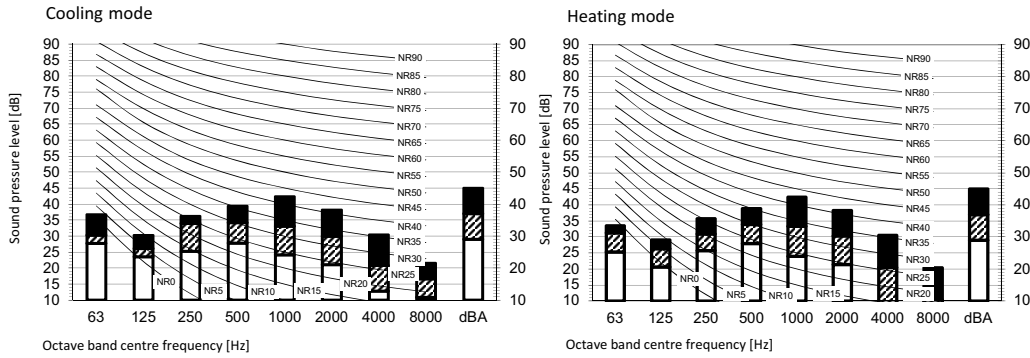 Cooling mode
Heating mode
Sound pressure level [dB]
90
85
80
75
70
65
60
55
50
45
40
35
30
25
20
15
10
NR90
NR85
NR80
NR75
NR70
NR65
NR60
NR55
NR50
NR45
NR40
NR35
NR30
NR25
NR20
NR15
NR10
NR5
NR0
90
80
70
60
50
40
30
20
10
63 125 250 500 1000 2000 4000 8000 dBA
Octave band centre frequency [Hz]
Sound pressure level [dB]
90
85
80
75
70
65
60
55
50
45
40
35
30
25
20
15
10
NR90
NR85
NR80
NR75
NR70
NR65
NR60
NR55
NR50
NR45
NR40
NR35
NR30
NR25
NR20
NR15
NR10
NR5
NR0
90
80
70
60
50
40
30
20
10
63 125 250 500 1000 2000 4000 8000 dBA
Octave band centre frequency [Hz]